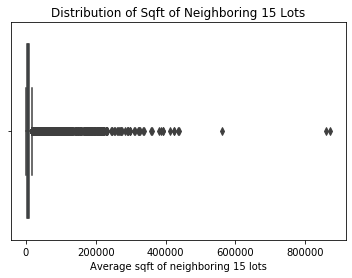 Distribution of Sqft of Neighboring 15 Lots
0 200000 400000 600000 800000
Average sqft of neighboring 15 lots